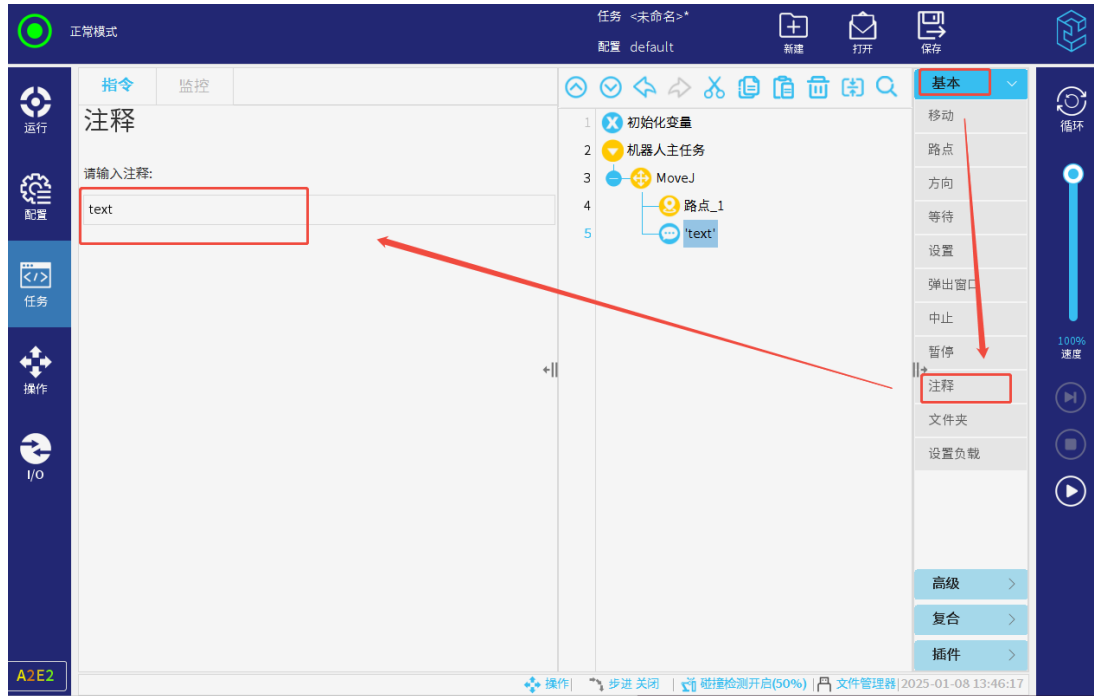 正常模式
任务 <未命名>*
配置 default
新建
打开
保存
运行
配置
任务
操作
I/O
A2E2
指令
监控
注释
请输入注释:
text
1 初始化变量
2 机器人主任务
3 MoveJ
4 路点_1
5 'text'
基本
移动
路点
方向
等待
设置
弹出窗口
中止
暂停
注释
文件夹
设置负载
高级
复合
插件
循环
100%
速度
操作 步进 关闭 碰撞检测开启(50%) 文件管理器 2025-01-08 13:46:17